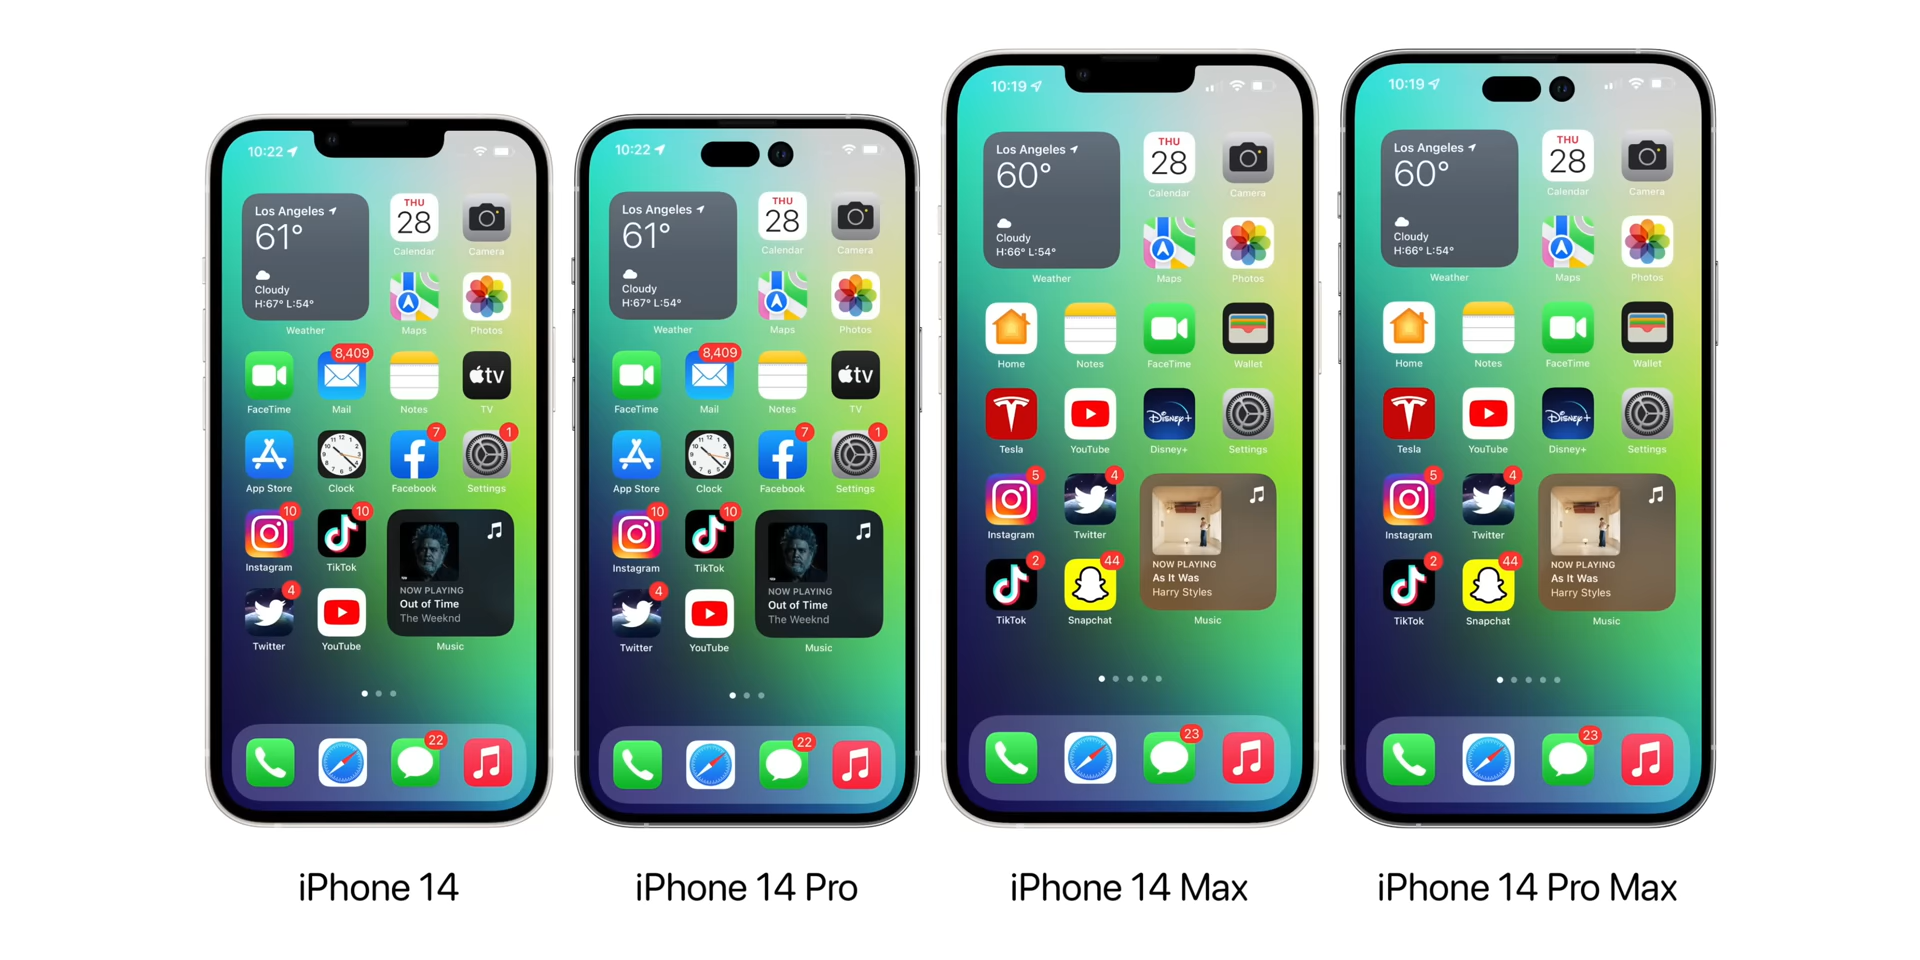 10:22
Los Angeles
61°
Cloudy
H:67° L:54°
Weather
THU
28
Calendar
Camera
Maps
Photos
FaceTime
8,409
Mail
Notes
tv
TV
App Store
Clock
7
Facebook
1
Settings
10
Instagram
10
TikTok
NOW PLAYING
Out of Time
The Weeknd
Music
4
Twitter
YouTube
22
iPhone 14
10:22
Los Angeles
61°
Cloudy
H:67° L:54°
Weather
THU
28
Calendar
Camera
Maps
Photos
FaceTime
8,409
Mail
Notes
tv
TV
App Store
Clock
7
Facebook
1
Settings
10
Instagram
10
TikTok
NOW PLAYING
Out of Time
The Weeknd
Music
4
Twitter
YouTube
22
iPhone 14 Pro
10:19
Los Angeles
60°
Cloudy
H:66° L:54°
Weather
THU
28
Calendar
Camera
Maps
Photos
Home
Notes
FaceTime
Wallet
Tesla
YouTube
Disney+
Disney+
Settings
5
Instagram
4
Twitter
NOW PLAYING
As It Was
Harry Styles
Music
2
TikTok
44
Snapchat
23
iPhone 14 Max
10:19
Los Angeles
60°
Cloudy
H:66° L:54°
Weather
THU
28
Calendar
Camera
Maps
Photos
Home
Notes
FaceTime
Wallet
Tesla
YouTube
Disney+
Disney+
Settings
5
Instagram
4
Twitter
NOW PLAYING
As It Was
Harry Styles
Music
2
TikTok
44
Snapchat
23
iPhone 14 Pro Max